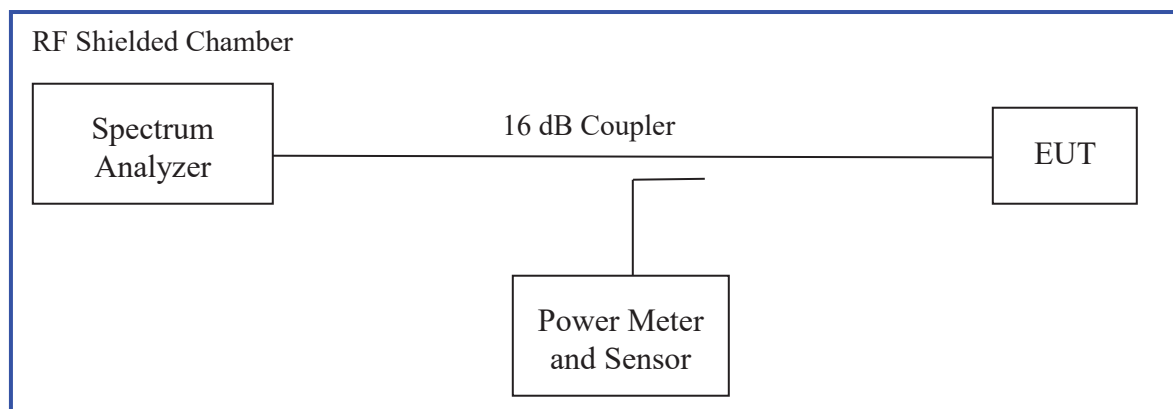 RF Shielded Chamber
16 dB Coupler
Spectrum
Analyzer
EUT
Power Meter
and Sensor